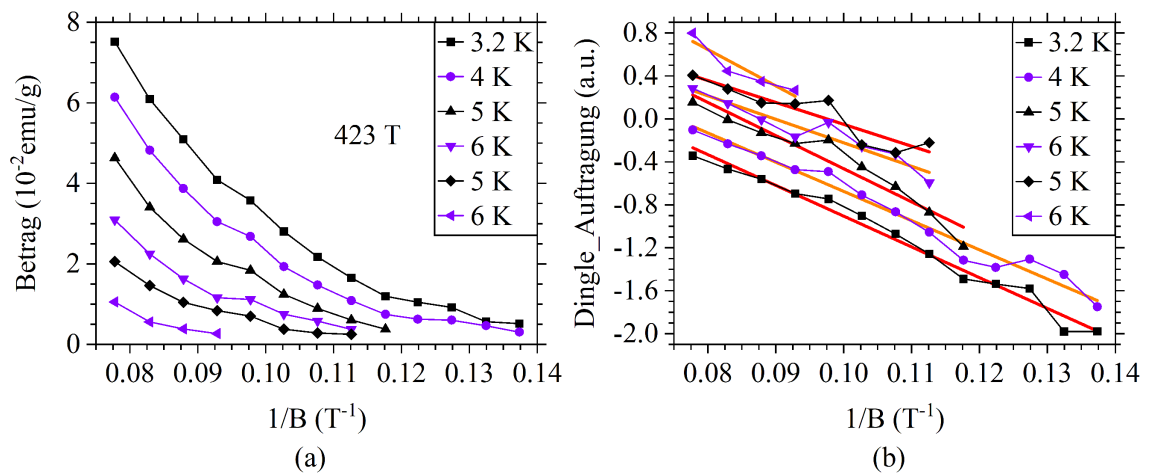 8
6
4
2
0
Betrag (10-2emu/g)
423 T
3.2 K
4 K
5 K
6 K
5 K
6 K
0.08 0.09 0.10 0.11 0.12 0.13 0.14
1/B (T-1)
(a)
0.8
0.4
0.0
-0.4
-0.8
-1.2
-1.6
-2.0
Dingle_Auftragung (a.u.)
3.2 K
4 K
5 K
6 K
5 K
6 K
0.08 0.09 0.10 0.11 0.12 0.13 0.14
1/B (T-1)
(b)